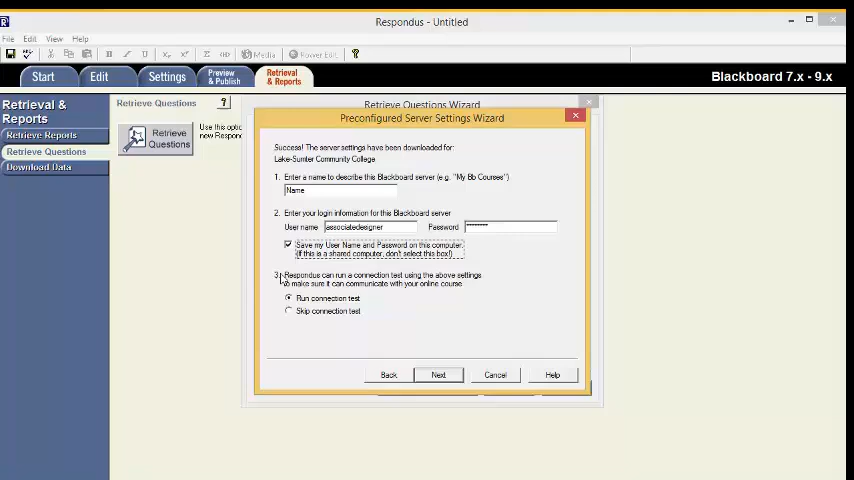 R
Respondus - Untitled
File Edit View Help
B I U Media Power Edit ?
Start Edit Settings Preview & Publish Retrieval & Reports Blackboard 7.x - 9.x
Retrieval & Reports
Retrieve Reports
Retrieve Questions
Download Data
Retrieve Questions ?
Retrieve Questions
Use this optio
new Respond
Retrieve Questions Wizard
Preconfigured Server Settings Wizard
Success! The server settings have been downloaded for:
Lake-Sumter Community College
1. Enter a name to describe this Blackboard server (e.g. "My Bb Courses")
Name
2. Enter your login information for this Blackboard server
User name associatedesigner Password ********
Save my User Name and Password on this computer.
(If this is a shared computer, don't select this box!)
3. Respondus can run a connection test using the above settings
to make sure it can communicate with your online course
Run connection test
Skip connection test
Back Next Cancel Help